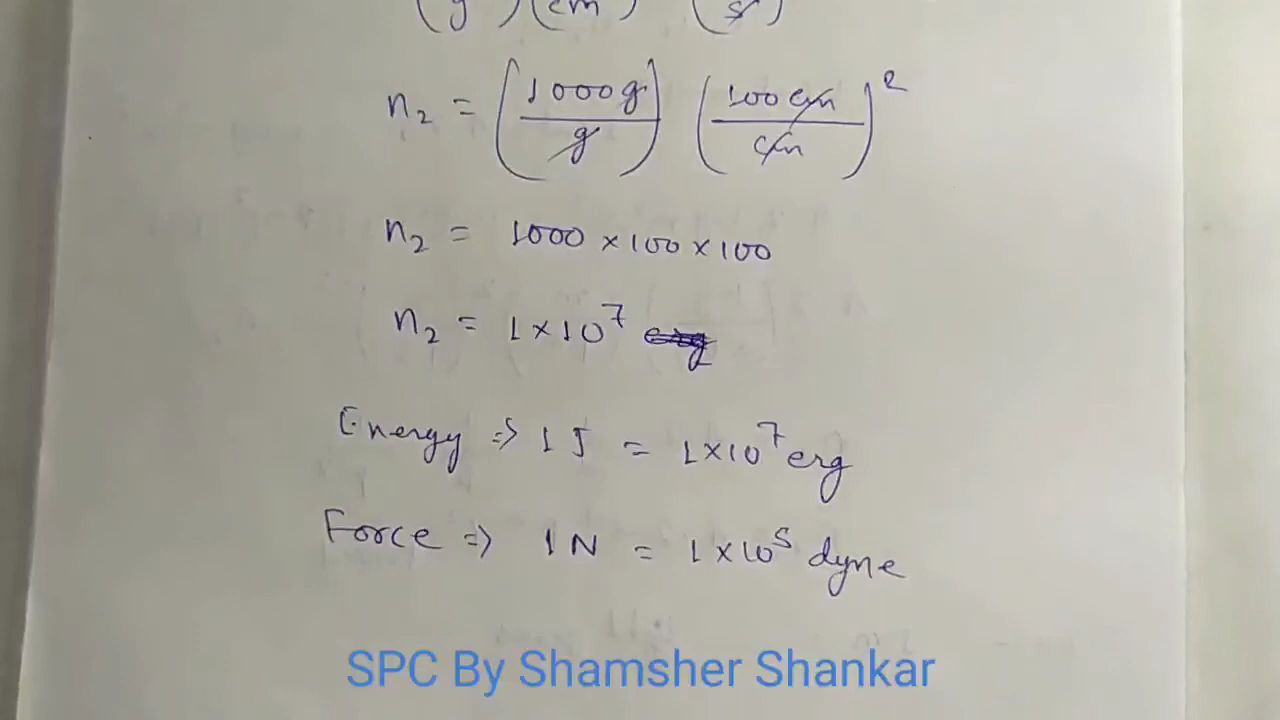 (g) (cm) (s)
n₂ = (1000g/g) (100cm/cm)²
n₂ = 1000 × 100 × 100
n₂ = 1 × 10⁷
Energy ⇒ 1 J = 1×10⁷ erg
Force ⇒ 1 N = 1×10⁵ dyne
SPC By Shamsher Shankar